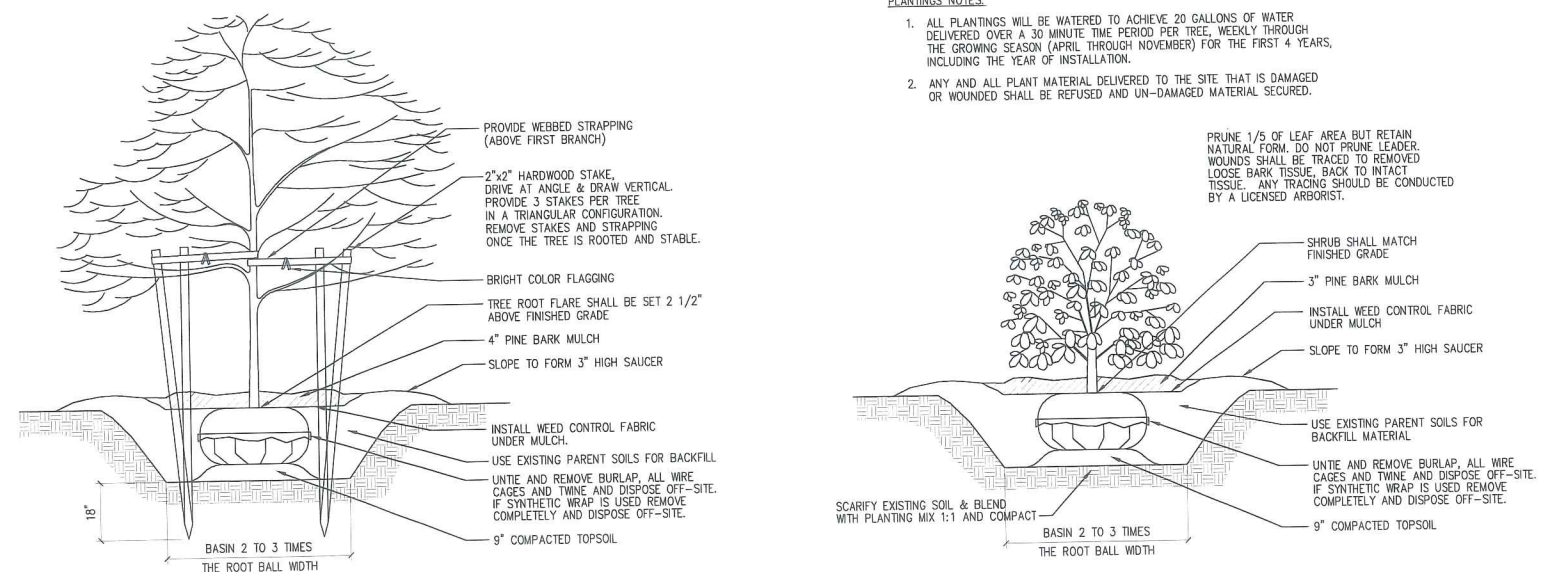 PLANTINGS NOTES:
1. ALL PLANTINGS WILL BE WATERED TO ACHIEVE 20 GALLONS OF WATER
DELIVERED OVER A 30 MINUTE TIME PERIOD PER TREE, WEEKLY THROUGH
THE GROWING SEASON (APRIL THROUGH NOVEMBER) FOR THE FIRST 4 YEARS,
INCLUDING THE YEAR OF INSTALLATION.
2. ANY AND ALL PLANT MATERIAL DELIVERED TO THE SITE THAT IS DAMAGED
OR WOUNDED SHALL BE REFUSED AND UN-DAMAGED MATERIAL SECURED.
PROVIDE WEBBED STRAPPING
(ABOVE FIRST BRANCH)
2"x2" HARDWOOD STAKE,
DRIVE AT ANGLE & DRAW VERTICAL.
PROVIDE 3 STAKES PER TREE
IN A TRIANGULAR CONFIGURATION.
REMOVE STAKES AND STRAPPING
ONCE THE TREE IS ROOTED AND STABLE.
BRIGHT COLOR FLAGGING
TREE ROOT FLARE SHALL BE SET 2 1/2"
ABOVE FINISHED GRADE
4" PINE BARK MULCH
SLOPE TO FORM 3" HIGH SAUCER
INSTALL WEED CONTROL FABRIC
UNDER MULCH.
USE EXISTING PARENT SOILS FOR BACKFILL
UNTIE AND REMOVE BURLAP, ALL WIRE
CAGES AND TWINE AND DISPOSE OFF-SITE.
IF SYNTHETIC WRAP IS USED REMOVE
COMPLETELY AND DISPOSE OFF-SITE.
9" COMPACTED TOPSOIL
18"
BASIN 2 TO 3 TIMES
THE ROOT BALL WIDTH
PRUNE 1/5 OF LEAF AREA BUT RETAIN
NATURAL FORM. DO NOT PRUNE LEADER.
WOUNDS SHALL BE TRACED TO REMOVED
LOOSE BARK TISSUE, BACK TO INTACT
TISSUE. ANY TRACING SHOULD BE CONDUCTED
BY A LICENSED ARBORIST.
SHRUB SHALL MATCH
FINISHED GRADE
3" PINE BARK MULCH
INSTALL WEED CONTROL FABRIC
UNDER MULCH
SLOPE TO FORM 3" HIGH SAUCER
USE EXISTING PARENT SOILS FOR
BACKFILL MATERIAL
UNTIE AND REMOVE BURLAP, ALL WIRE
CAGES AND TWINE AND DISPOSE OFF-SITE.
IF SYNTHETIC WRAP IS USED REMOVE
COMPLETELY AND DISPOSE OFF-SITE.
9" COMPACTED TOPSOIL
SCARIFY EXISTING SOIL & BLEND
WITH PLANTING MIX 1:1 AND COMPACT
BASIN 2 TO 3 TIMES
THE ROOT BALL WIDTH